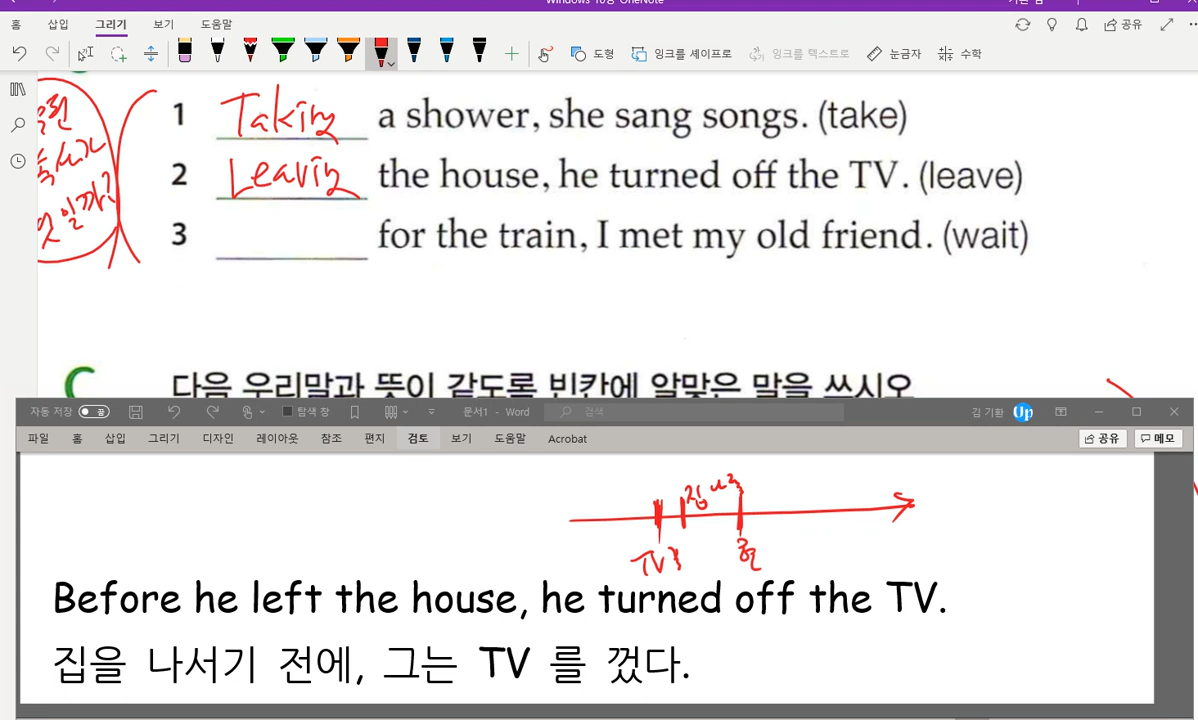 홈 삽입 그리기 보기 도움말
공유
도형 잉크를 셰이프로 잉크를 텍스트로 눈금자 수학
1 Taking a shower, she sang songs. (take)
2 Leaving the house, he turned off the TV. (leave)
3 for the train, I met my old friend. (wait)
일까?
C 다음 우리말과 뜻이 같도록 빈칸에 알맞은 말을 쓰시오
자동 저장 끔 탐색 창 문서1 - Word 검색 김 기환 Up
파일 홈 삽입 그리기 디자인 레이아웃 참조 편지 검토 보기 도움말 Acrobat 공유 메모
집
TV
Before he left the house, he turned off the TV.
집을 나서기 전에, 그는 TV 를 껐다.